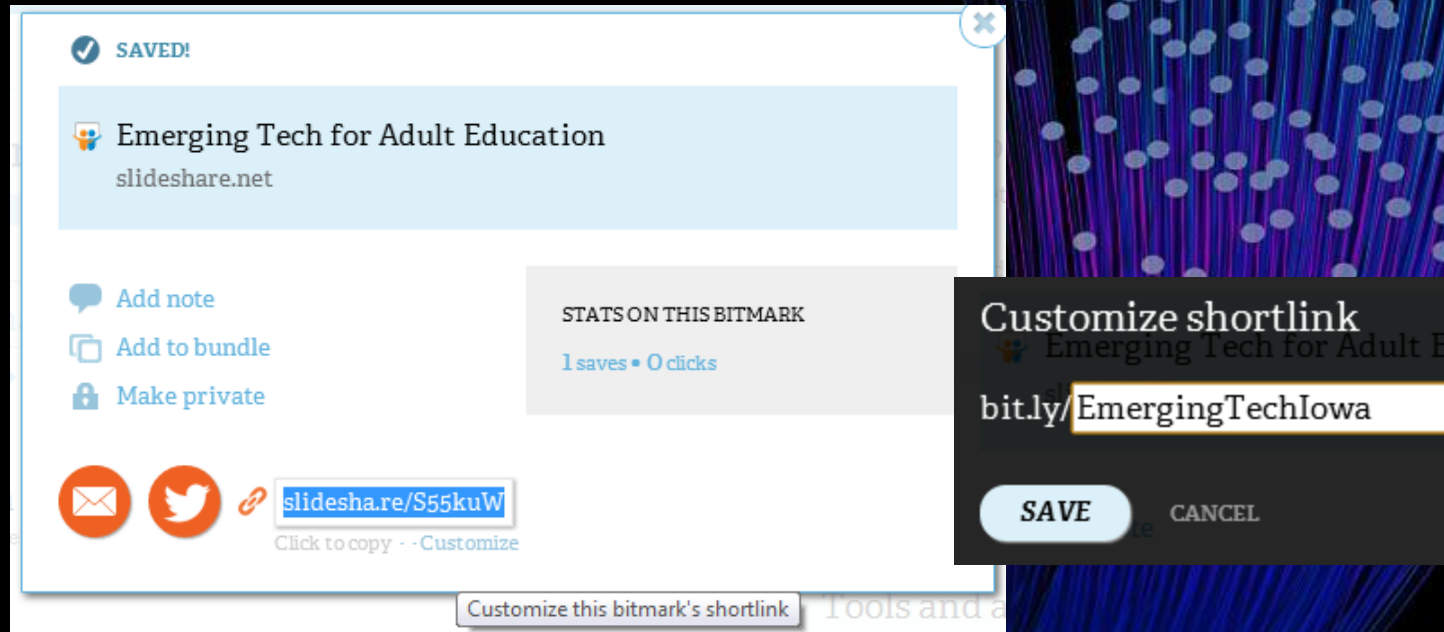 SAVED!
Emerging Tech for Adult Education
slideshare.net
Add note
Add to bundle
Make private
STATS ON THIS BITMARK
1 saves • 0 clicks
slidesha.re/S55kuW
Click to copy · · Customize
Customize this bitmark's shortlink
Tools and a
Customize shortlink
Emerging Tech for Adult E
bit.ly/EmergingTechIowa
SAVE CANCEL